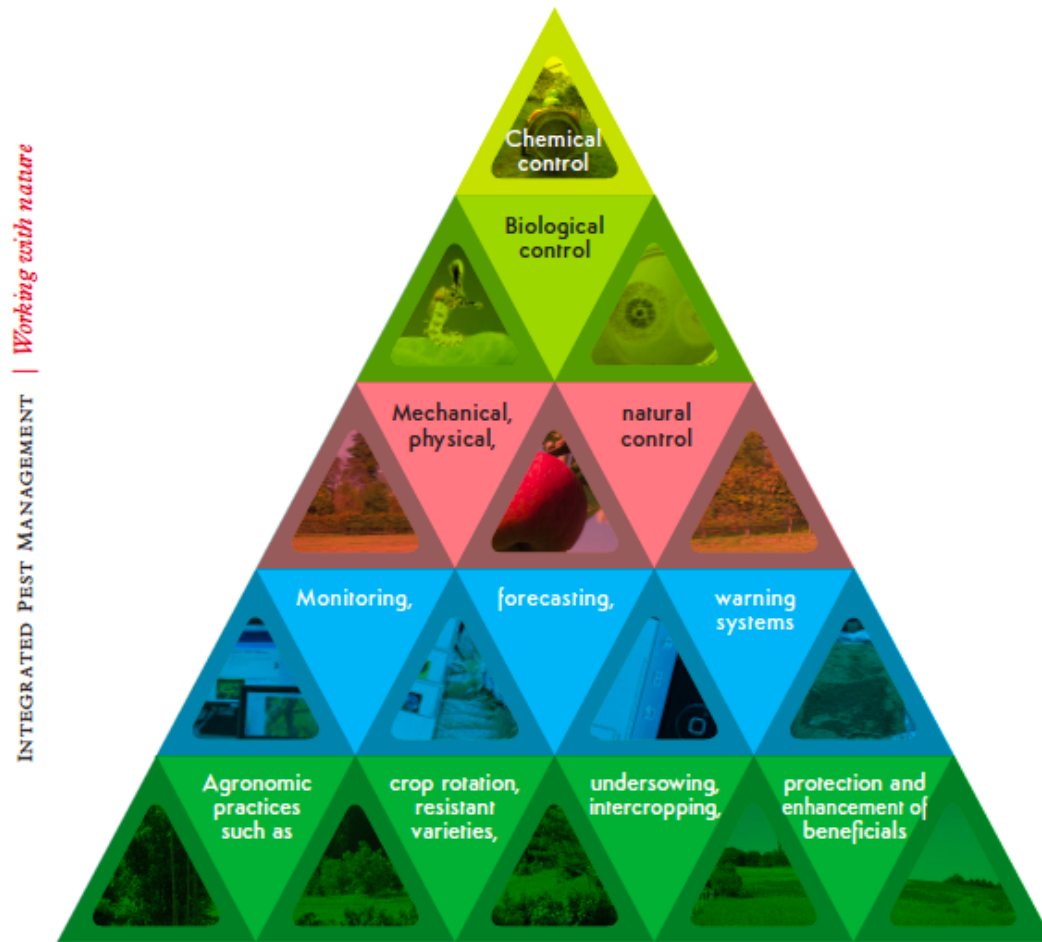 INTEGRATED PEST MANAGEMENT | Working with nature
Chemical
control
Biological
control
Mechanical,
physical,
natural
control
Monitoring,
forecasting,
warning
systems
Agronomic
practices
such as
crop rotation,
resistant
varieties,
undersowing,
intercropping,
protection and
enhancement of
beneficials